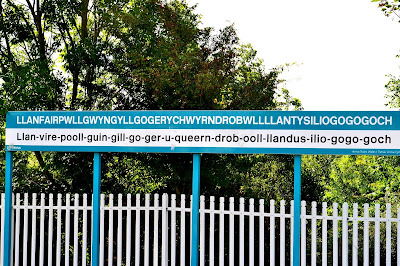 LLANFAIRPWLLGWYNGYLLGOGERYCHWYRNDROBWLLLLANTYSILIOGOGOGOCH
Llan-vire-pooll-guin-gill-go-ger-u-queern-drob-ooll-llandus-ilio-gogo-goch